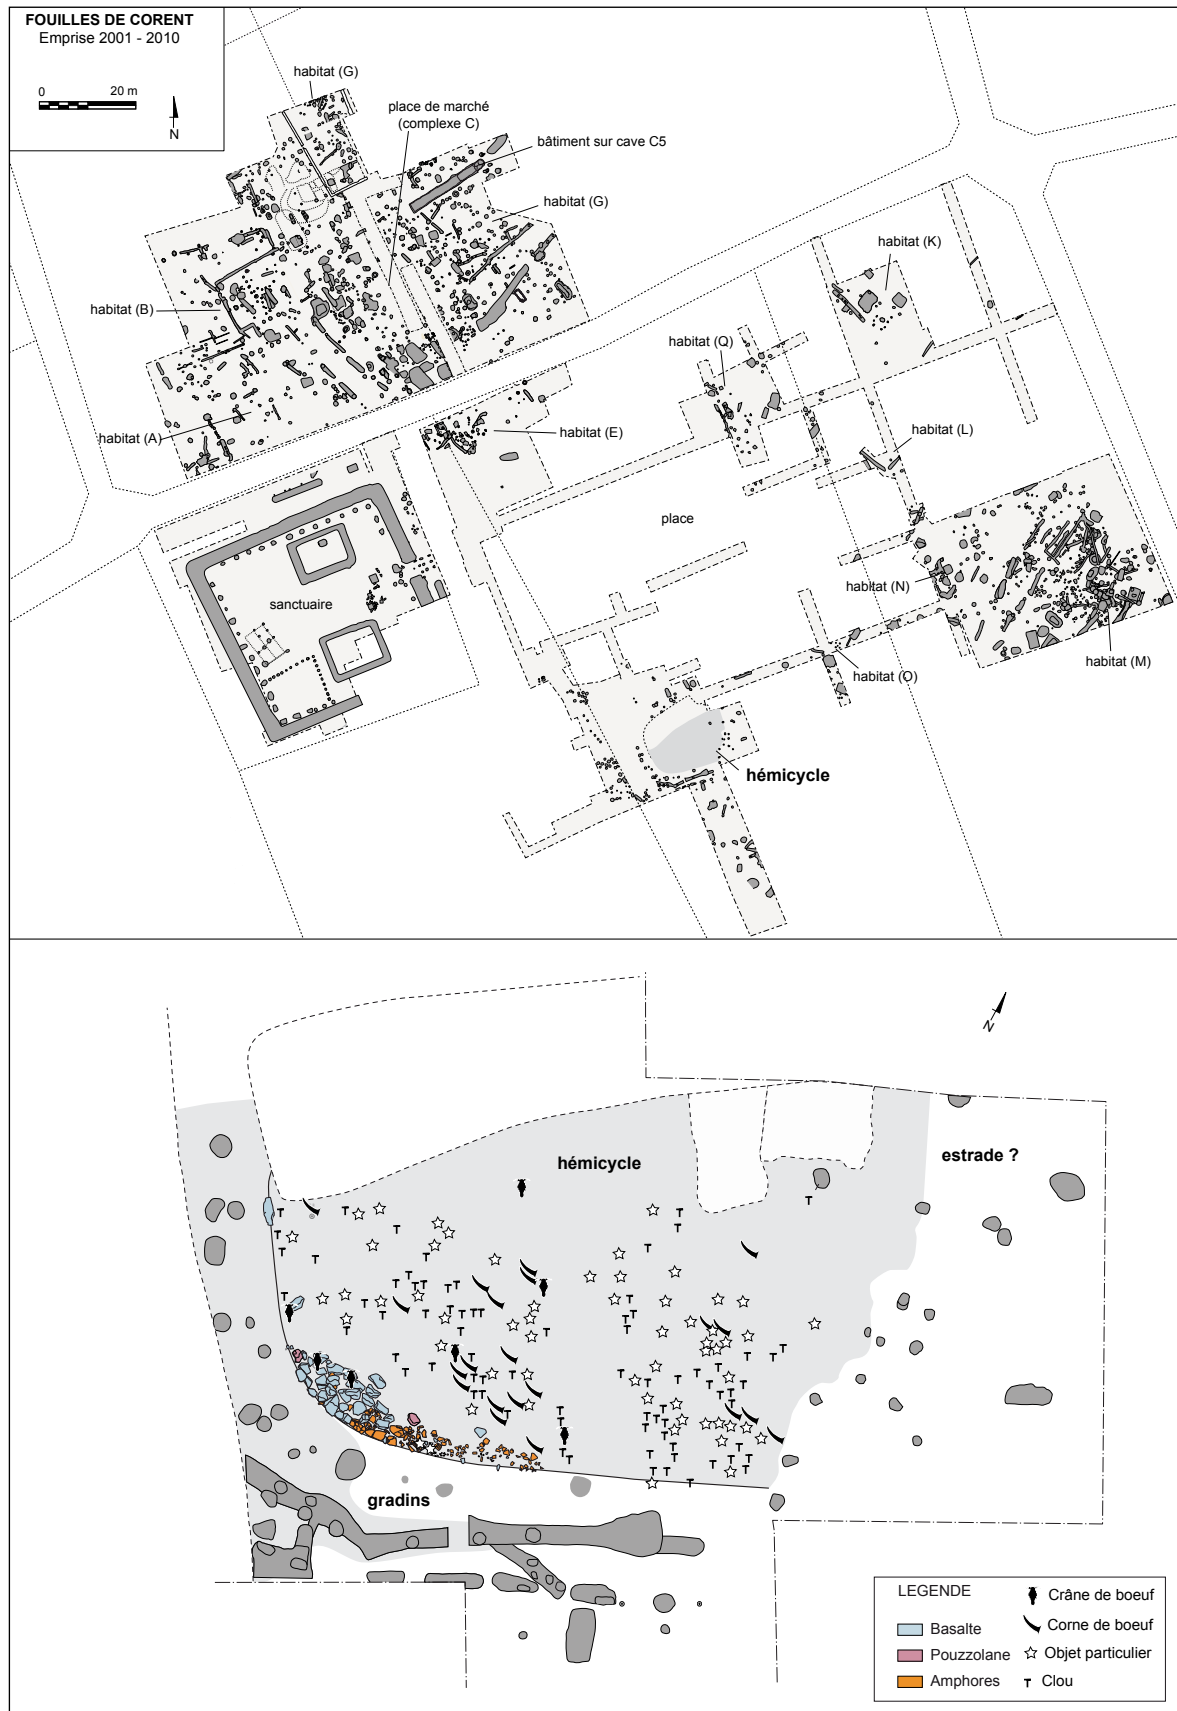 FOUILLES DE CORENT
Emprise 2001 - 2010
0 20 m
N
habitat (G)
place de marché
(complexe C)
bâtiment sur cave C5
habitat (G)
habitat (K)
habitat (B)
habitat (Q)
habitat (A)
habitat (E)
habitat (L)
place
habitat (N)
sanctuaire
habitat (M)
habitat (O)
hémicycle
N
hémicycle
estrade ?
gradins
LEGENDE
Basalte
Pouzzolane
Amphores
Crâne de boeuf
Corne de boeuf
Objet particulier
Clou